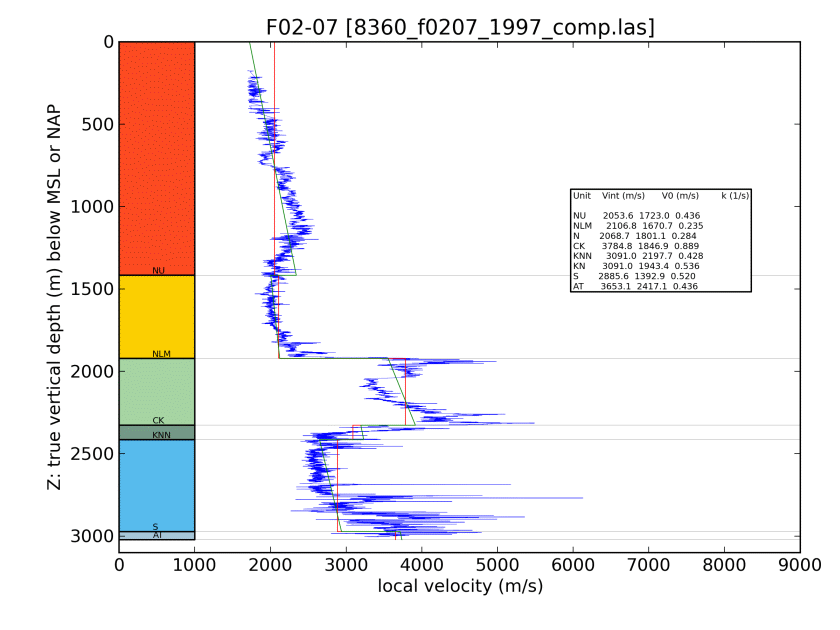 F02-07 [8360_f0207_1997_comp.las]
0
500
1000
1500
2000
2500
3000
Z: true vertical depth (m) below MSL or NAP
NU
NLM
CK
KNN
S
AT
Unit Vint (m/s) V0 (m/s) k (1/s)
NU 2053.6 1723.0 0.436
NLM 2106.8 1670.7 0.235
N 2068.7 1801.1 0.284
CK 3784.8 1846.9 0.889
KNN 3091.0 2197.7 0.428
KN 3091.0 1943.4 0.536
S 2885.6 1392.9 0.520
AT 3653.1 2417.1 0.436
0 1000 2000 3000 4000 5000 6000 7000 8000 9000
local velocity (m/s)